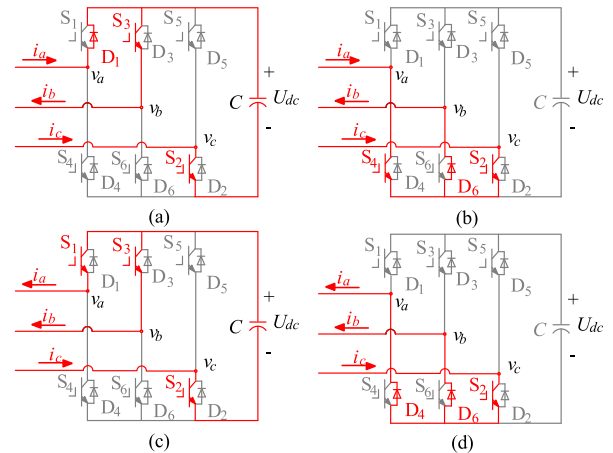 S1 S3 S5
D1 D3 D5
ia va
+
ib vb C Udc
ic vc -
S4 S6 S2
D4 D6 D2
(a)
S1 S3 S5
D1 D3 D5
ia va
+
ib vb C Udc
ic vc -
S4 S6 S2
D4 D6 D2
(b)
S1 S3 S5
D1 D3 D5
ia va
+
ib vb C Udc
ic vc -
S4 S6 S2
D4 D6 D2
(c)
S1 S3 S5
D1 D3 D5
ia va
+
ib vb C Udc
ic vc -
S4 S6 S2
D4 D6 D2
(d)